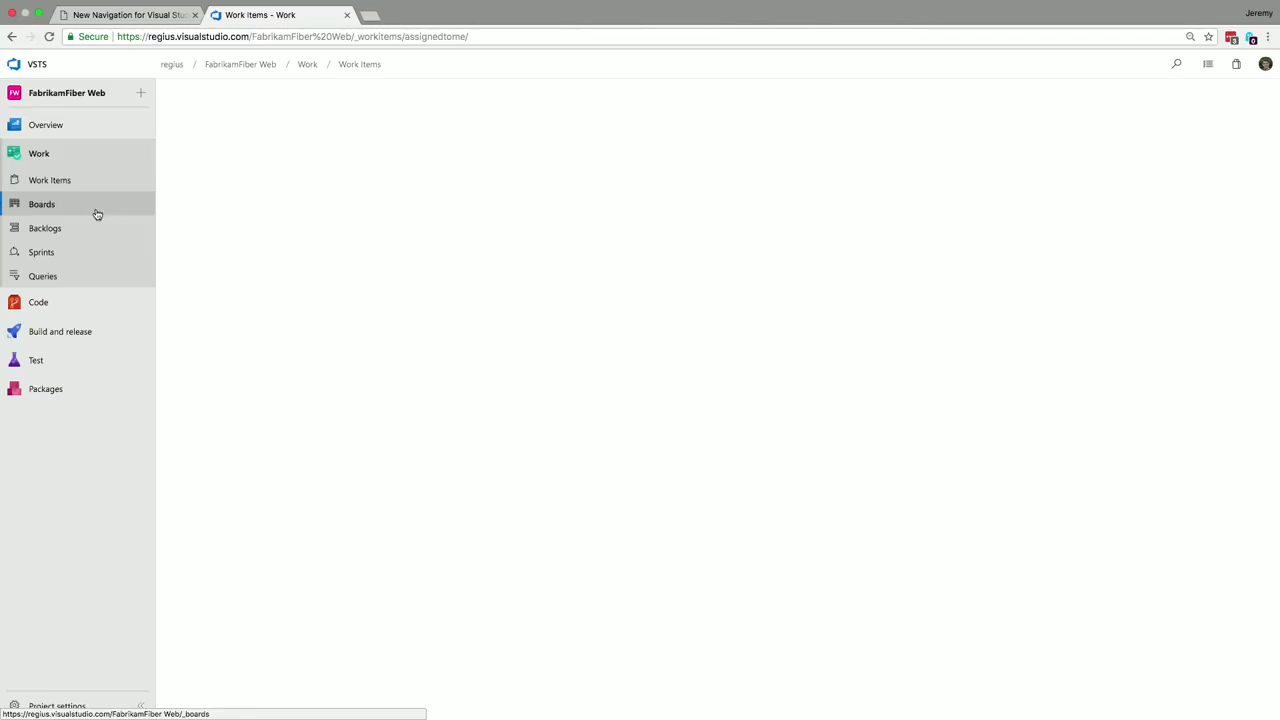 New Navigation for Visual Stu
Work Items - Work
Jeremy
Secure
https://regius.visualstudio.com/FabrikamFiber%20Web/_workitems/assignedtome/
3
0
VSTS
regius / FabrikamFiber Web / Work / Work Items
FW FabrikamFiber Web
Overview
Work
Work Items
Boards
Backlogs
Sprints
Queries
Code
Build and release
Test
Packages
Project settings
https://regius.visualstudio.com/FabrikamFiber Web/_boards